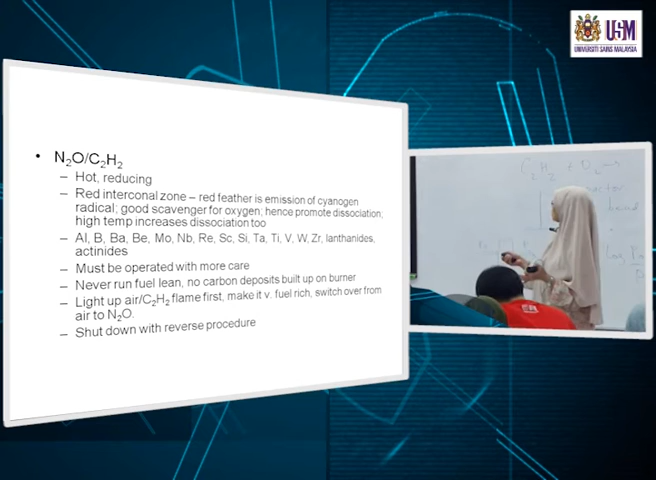 USM
UNIVERSITI SAINS MALAYSIA
• N₂O/C₂H₂
– Hot, reducing
– Red interconal zone – red feather is emission of cyanogen
radical; good scavenger for oxygen; hence promote dissociation;
high temp increases dissociation too
– Al, B, Ba, Be, Mo, Nb, Re, Sc, Si, Ta, Ti, V, W, Zr, lanthanides,
actinides
– Must be operated with more care
– Never run fuel lean, no carbon deposits built up on burner
– Light up air/C₂H₂ flame first, make it v. fuel rich, switch over from
air to N₂O.
– Shut down with reverse procedure